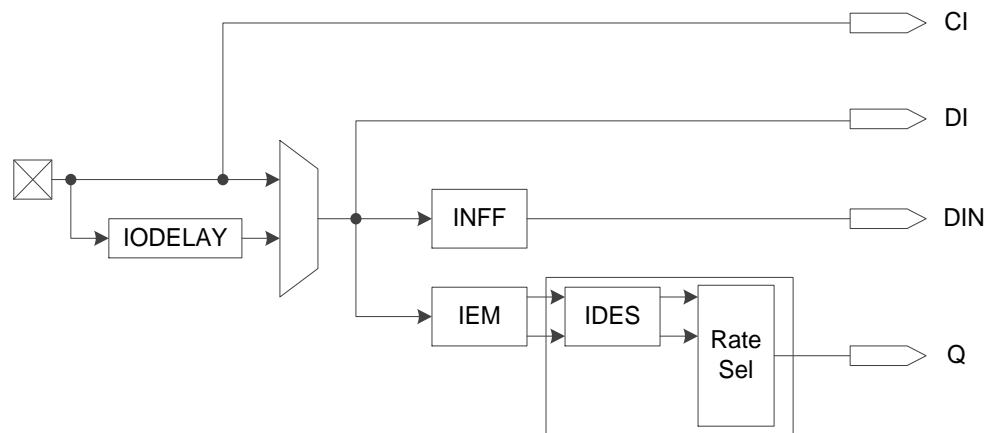 CI
DI
IODELAY
INFF
DIN
IEM
IDES
Rate
Sel
Q